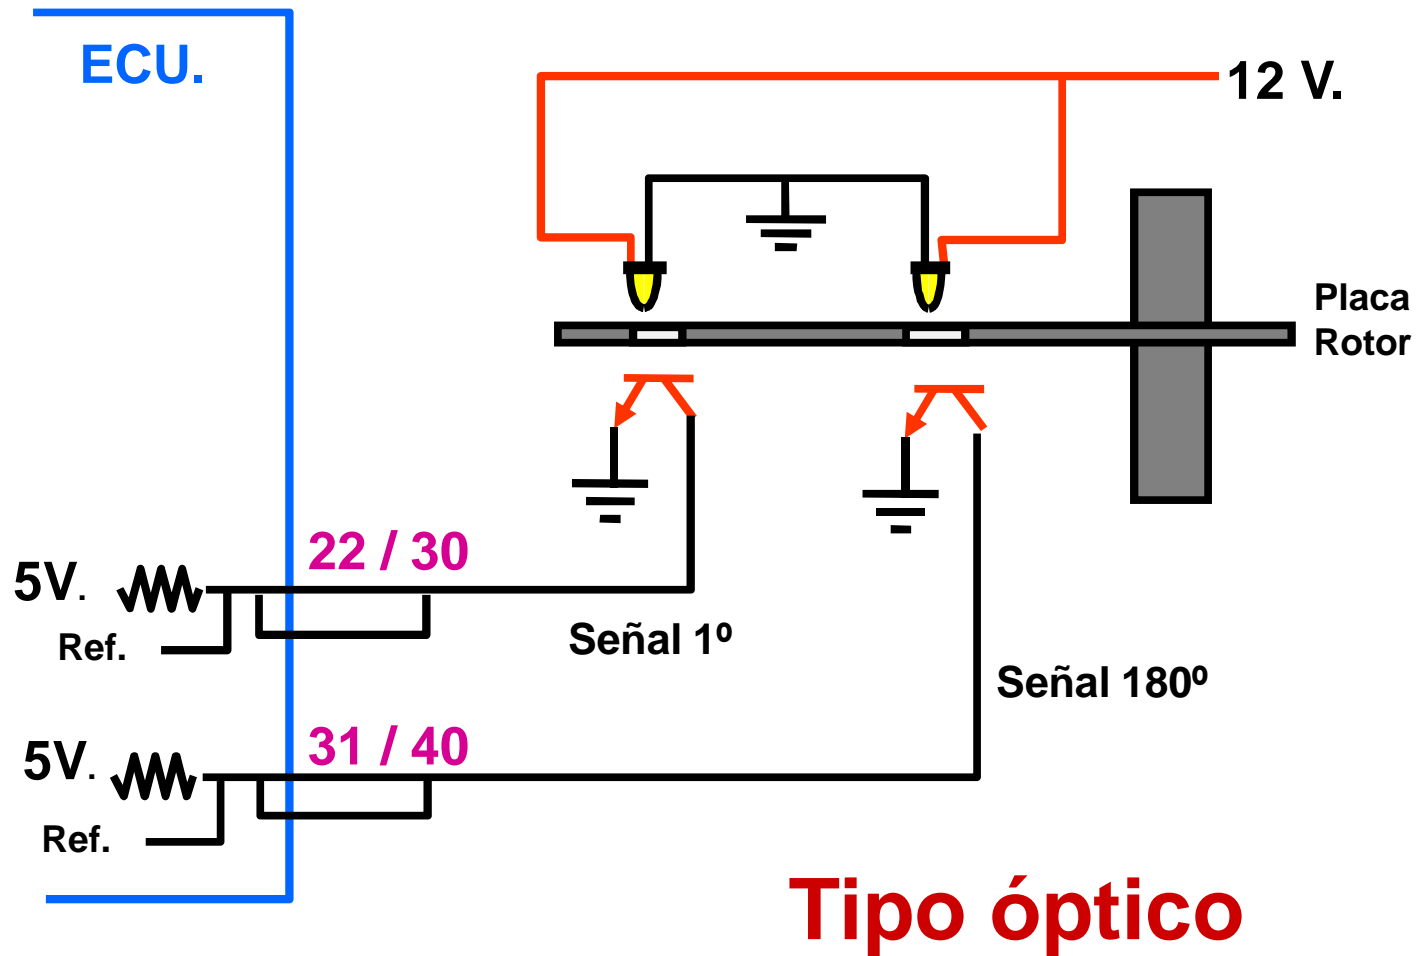 ECU.
12 V.
Placa
Rotor
22 / 30
5V.
Ref.
Señal 1º
Señal 180º
31 / 40
5V.
Ref.
Tipo óptico